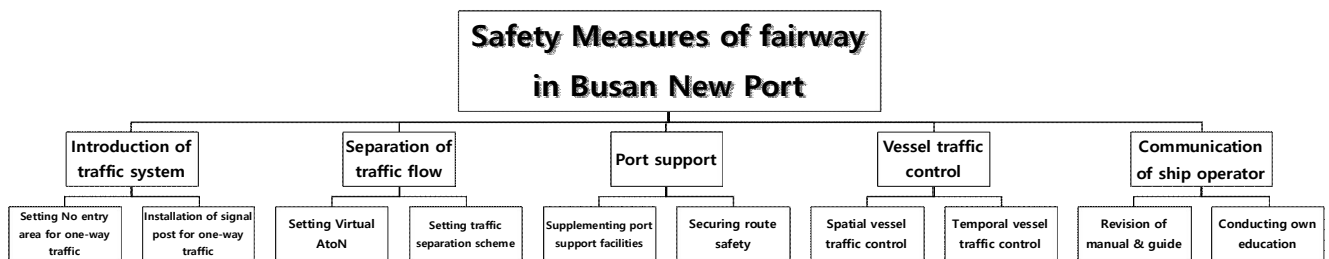 Safety Measures of fairway
in Busan New Port
Introduction of
traffic system
Separation of
traffic flow
Port support
Vessel traffic
control
Communication
of ship operator
Setting No entry
area for one-way
traffic
Installation of signal
post for one-way
traffic
Setting Virtual
AtoN
Setting traffic
separation scheme
Supplementing port
support facilities
Securing route
safety
Spatial vessel
traffic control
Temporal vessel
traffic control
Revision of
manual & guide
Conducting own
education